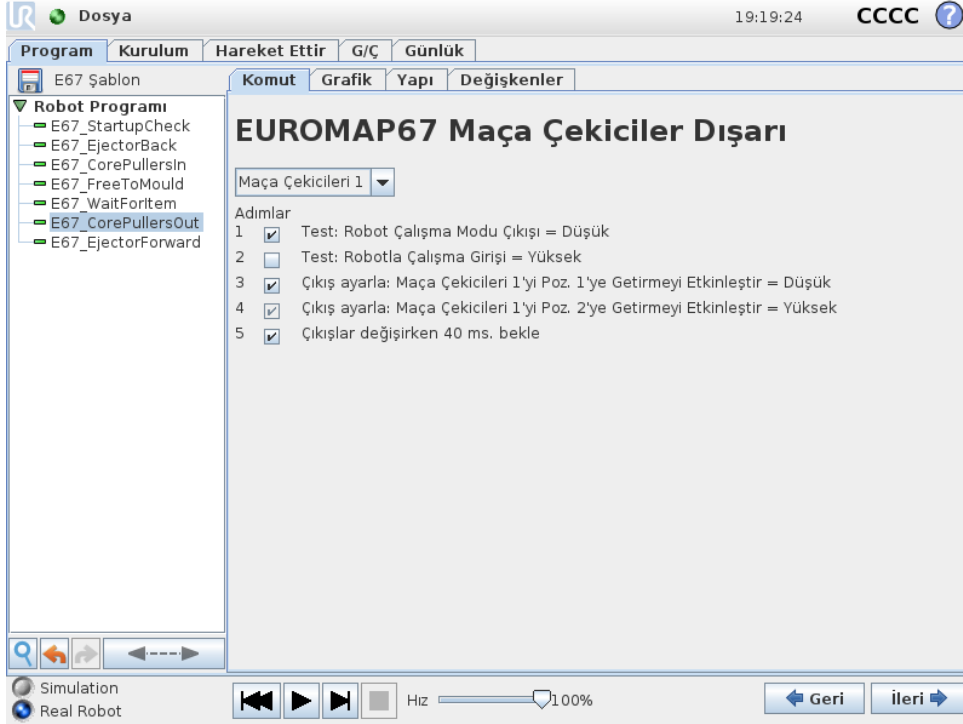 UR Dosya 19:19:24 CCCC ?
Program Kurulum Hareket Ettir G/Ç Günlük
E67 Şablon
Komut Grafik Yapı Değişkenler
Robot Programı
E67_StartupCheck
E67_EjectorBack
E67_CorePullersIn
E67_FreeToMould
E67_WaitForItem
E67_CorePullersOut
E67_EjectorForward
EUROMAP67 Maça Çekiciler Dışarı
Maça Çekicileri 1
Adımlar
1 Test: Robot Çalışma Modu Çıkışı = Düşük
2 Test: Robotla Çalışma Girişi = Yüksek
3 Çıkış ayarla: Maça Çekicileri 1'yi Poz. 1'ye Getirmeyi Etkinleştir = Düşük
4 Çıkış ayarla: Maça Çekicileri 1'yi Poz. 2'ye Getirmeyi Etkinleştir = Yüksek
5 Çıkışlar değişirken 40 ms. bekle
Simulation
Real Robot
Hız 100%
Geri İleri